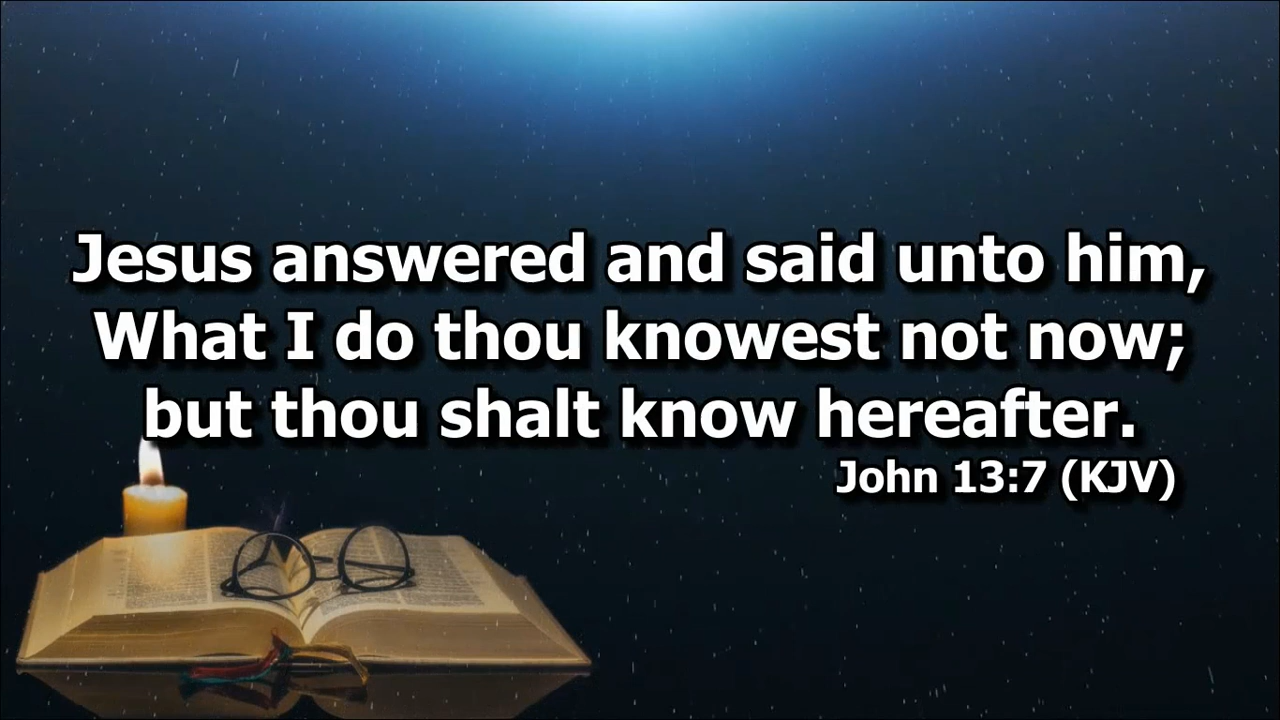 Jesus answered and said unto him,
What I do thou knowest not now;
but thou shalt know hereafter.
John 13:7 (KJV)